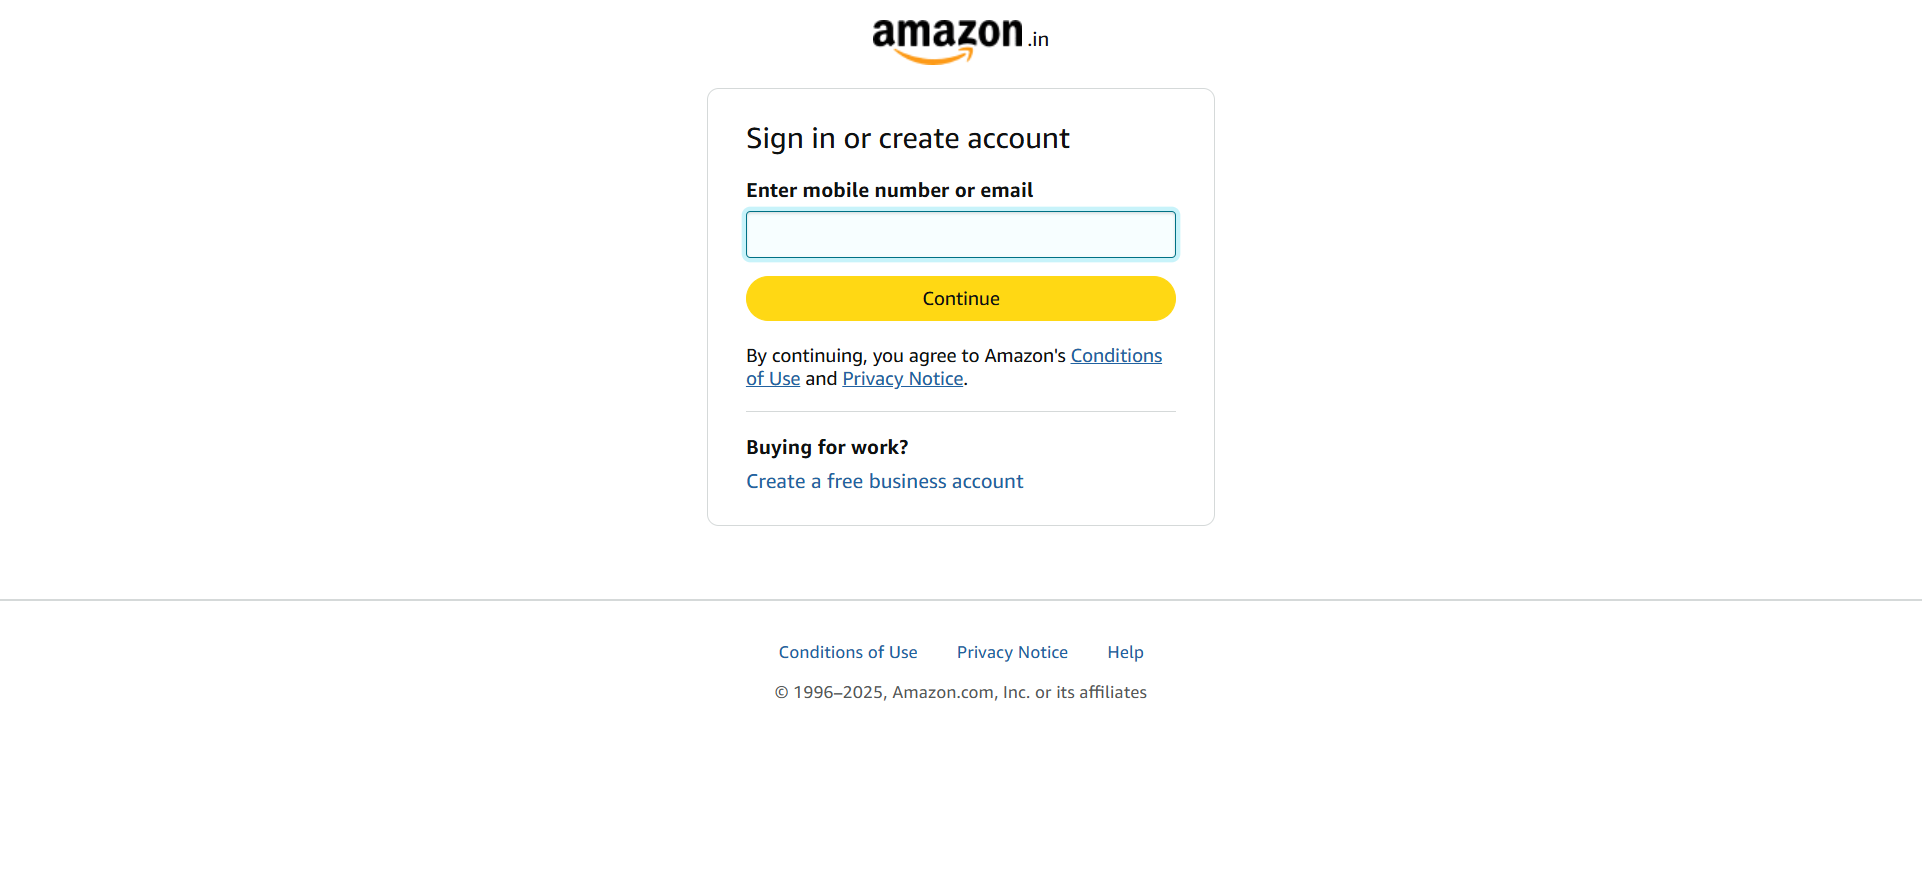 amazon.in
Sign in or create account
Enter mobile number or email
Continue
By continuing, you agree to Amazon's Conditions
of Use and Privacy Notice.
Buying for work?
Create a free business account
Conditions of Use Privacy Notice Help
© 1996–2025, Amazon.com, Inc. or its affiliates